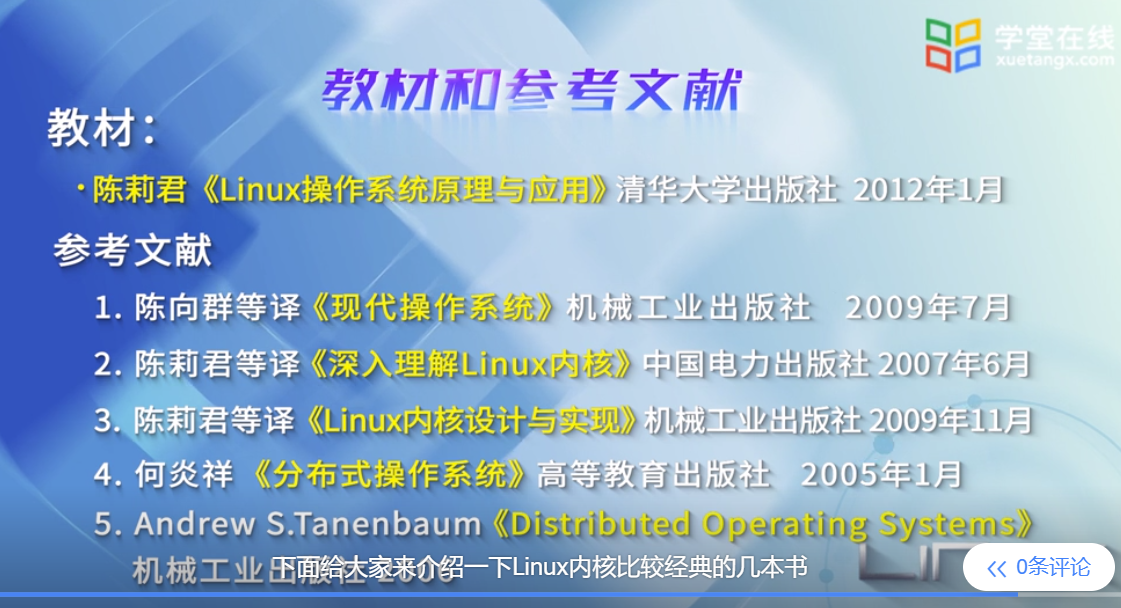 学堂在线
xuetangx.com
教材和参考文献
教材：
·陈莉君《Linux操作系统原理与应用》清华大学出版社 2012年1月
参考文献
1. 陈向群等译《现代操作系统》机械工业出版社 2009年7月
2. 陈莉君等译《深入理解Linux内核》中国电力出版社 2007年6月
3. 陈莉君等译《Linux内核设计与实现》机械工业出版社 2009年11月
4. 何炎祥《分布式操作系统》高等教育出版社 2005年1月
5. Andrew S.Tanenbaum《Distributed Operating Systems》
机械工业出版社
下面给大家来介绍一下Linux内核比较经典的几本书
0条评论